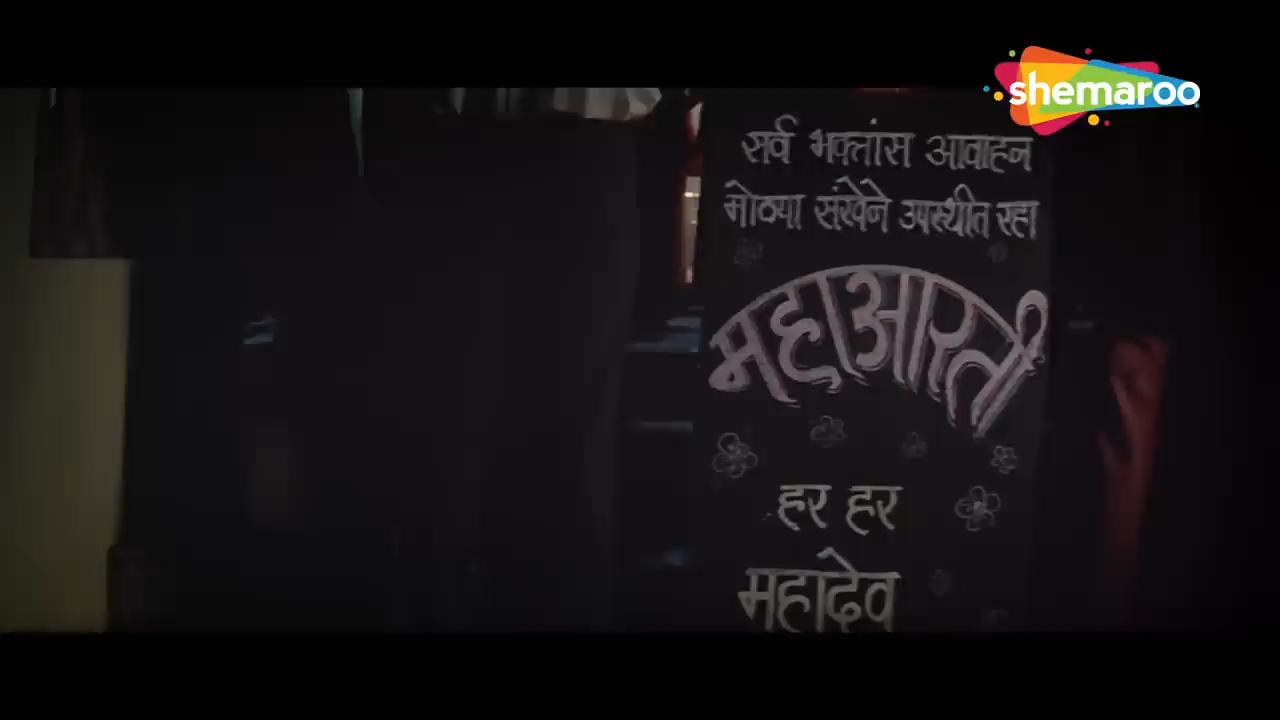 shemaroo
सर्व भक्तांस आवाहन
मोठ्या संख्येने उपस्थीत रहा
महाआरती
हर हर
महादेव